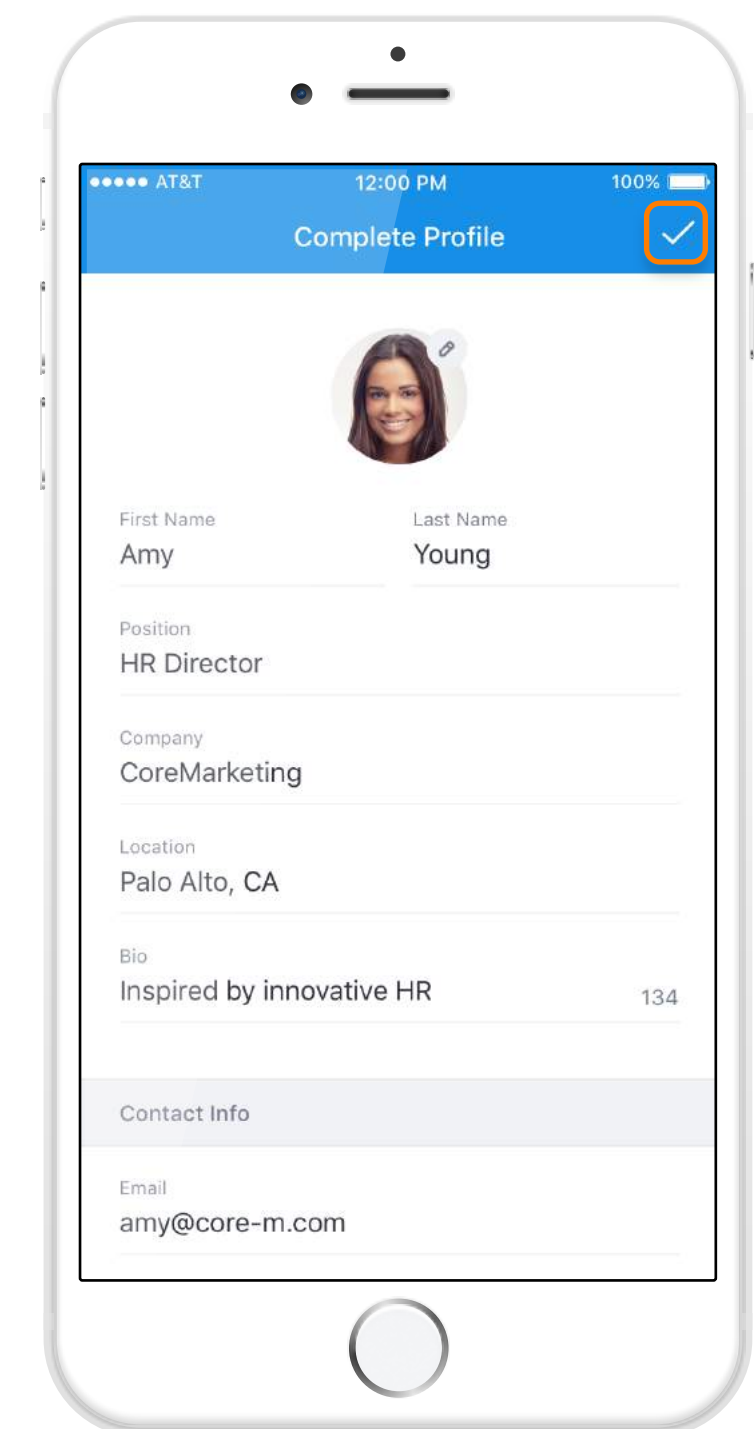 AT&T 12:00 PM 100%
Complete Profile
First Name Last Name
Amy Young
Position
HR Director
Company
CoreMarketing
Location
Palo Alto, CA
Bio
Inspired by innovative HR 134
Contact Info
Email
amy@core-m.com